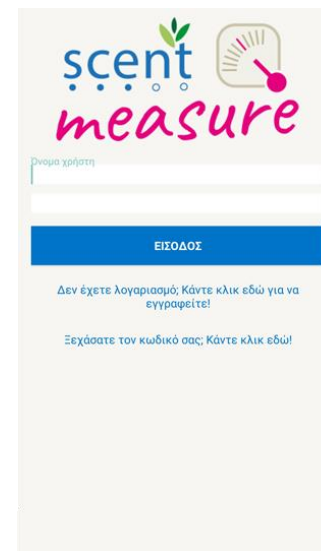 scent
measure
Όνομα χρήστη
ΕΙΣΟΔΟΣ
Δεν έχετε λογαριασμό; Κάντε κλικ εδώ για να
εγγραφείτε!
Ξεχάσατε τον κωδικό σας; Κάντε κλικ εδώ!